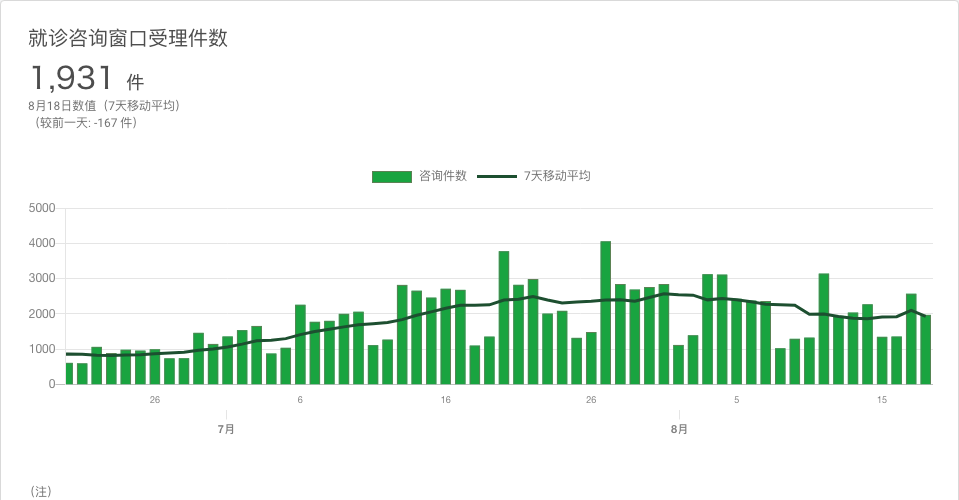 就诊咨询窗口受理件数
1,931 件
8月18日数值（7天移动平均）
（较前一天: -167 件）
咨询件数 7天移动平均
5000
4000
3000
2000
1000
0
26 6 16 26 5 15
7月 8月
（注）